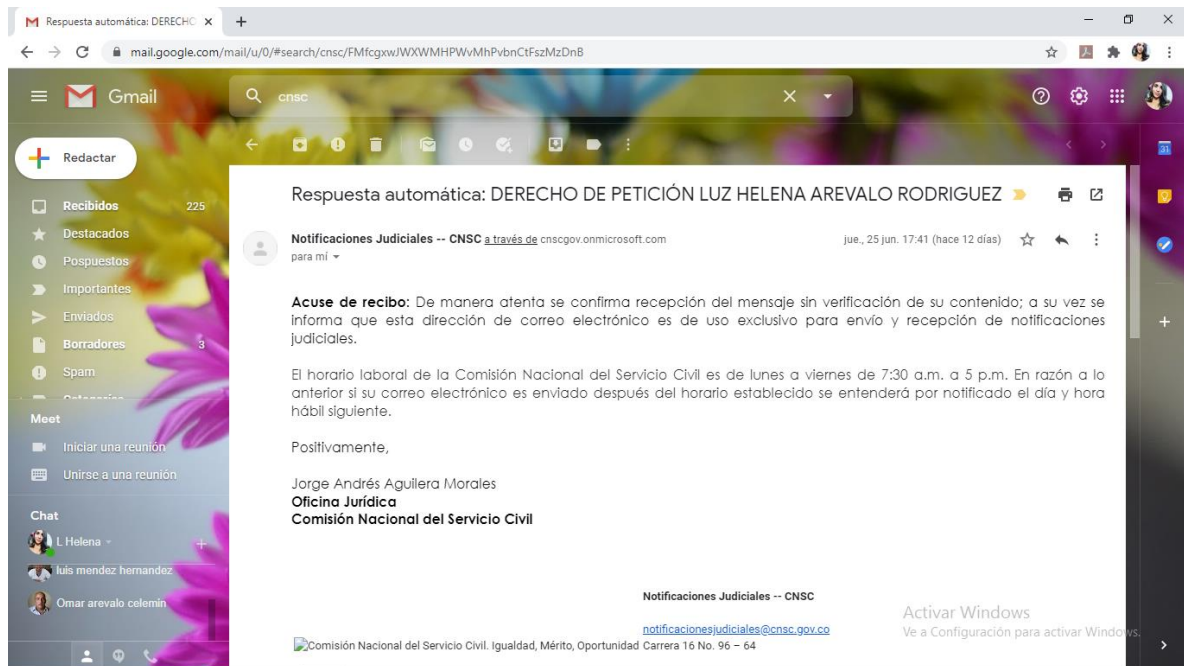 Respuesta automática: DERECHO
mail.google.com/mail/u/0/#search/cnsc/FMfcgxwJWXWMHPWvMhPvbnCtFszMzDnB
Gmail
cnsc
Redactar
Recibidos 225
Destacados
Pospuestos
Importantes
Enviados
Borradores 3
Spam
Meet
Iniciar una reunión
Unirse a una reunión
Chat
L Helena
luis mendez hernandez
Omar arevalo celemin
Respuesta automática: DERECHO DE PETICIÓN LUZ HELENA AREVALO RODRIGUEZ
Notificaciones Judiciales -- CNSC a través de cnscgov.onmicrosoft.com jue., 25 jun. 17:41 (hace 12 días)
para mí
Acuse de recibo: De manera atenta se confirma recepción del mensaje sin verificación de su contenido; a su vez se
informa que esta dirección de correo electrónico es de uso exclusivo para envío y recepción de notificaciones
judiciales.
El horario laboral de la Comisión Nacional del Servicio Civil es de lunes a viernes de 7:30 a.m. a 5 p.m. En razón a lo
anterior si su correo electrónico es enviado después del horario establecido se entenderá por notificado el día y hora
hábil siguiente.
Positivamente,
Jorge Andrés Aguilera Morales
Oficina Jurídica
Comisión Nacional del Servicio Civil
Notificaciones Judiciales -- CNSC
notificacionesjudiciales@cnsc.gov.co
Comisión Nacional del Servicio Civil. Igualdad, Mérito, Oportunidad Carrera 16 No. 96 – 64
Activar Windows
Ve a Configuración para activar Windows.
31